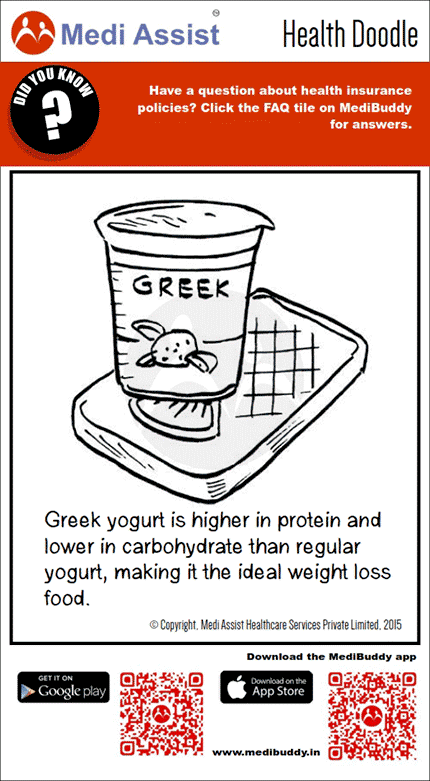 Medi Assist
Health Doodle
DID YOU KNOW
?
Have a question about health insurance
policies? Click the FAQ tile on MediBuddy
for answers.
GREEK
Greek yogurt is higher in protein and
lower in carbohydrate than regular
yogurt, making it the ideal weight loss
food.
© Copyright, Medi Assist Healthcare Services Private Limited, 2015
Download the MediBuddy app
GET IT ON
Google play
Download on the
App Store
www.medibuddy.in